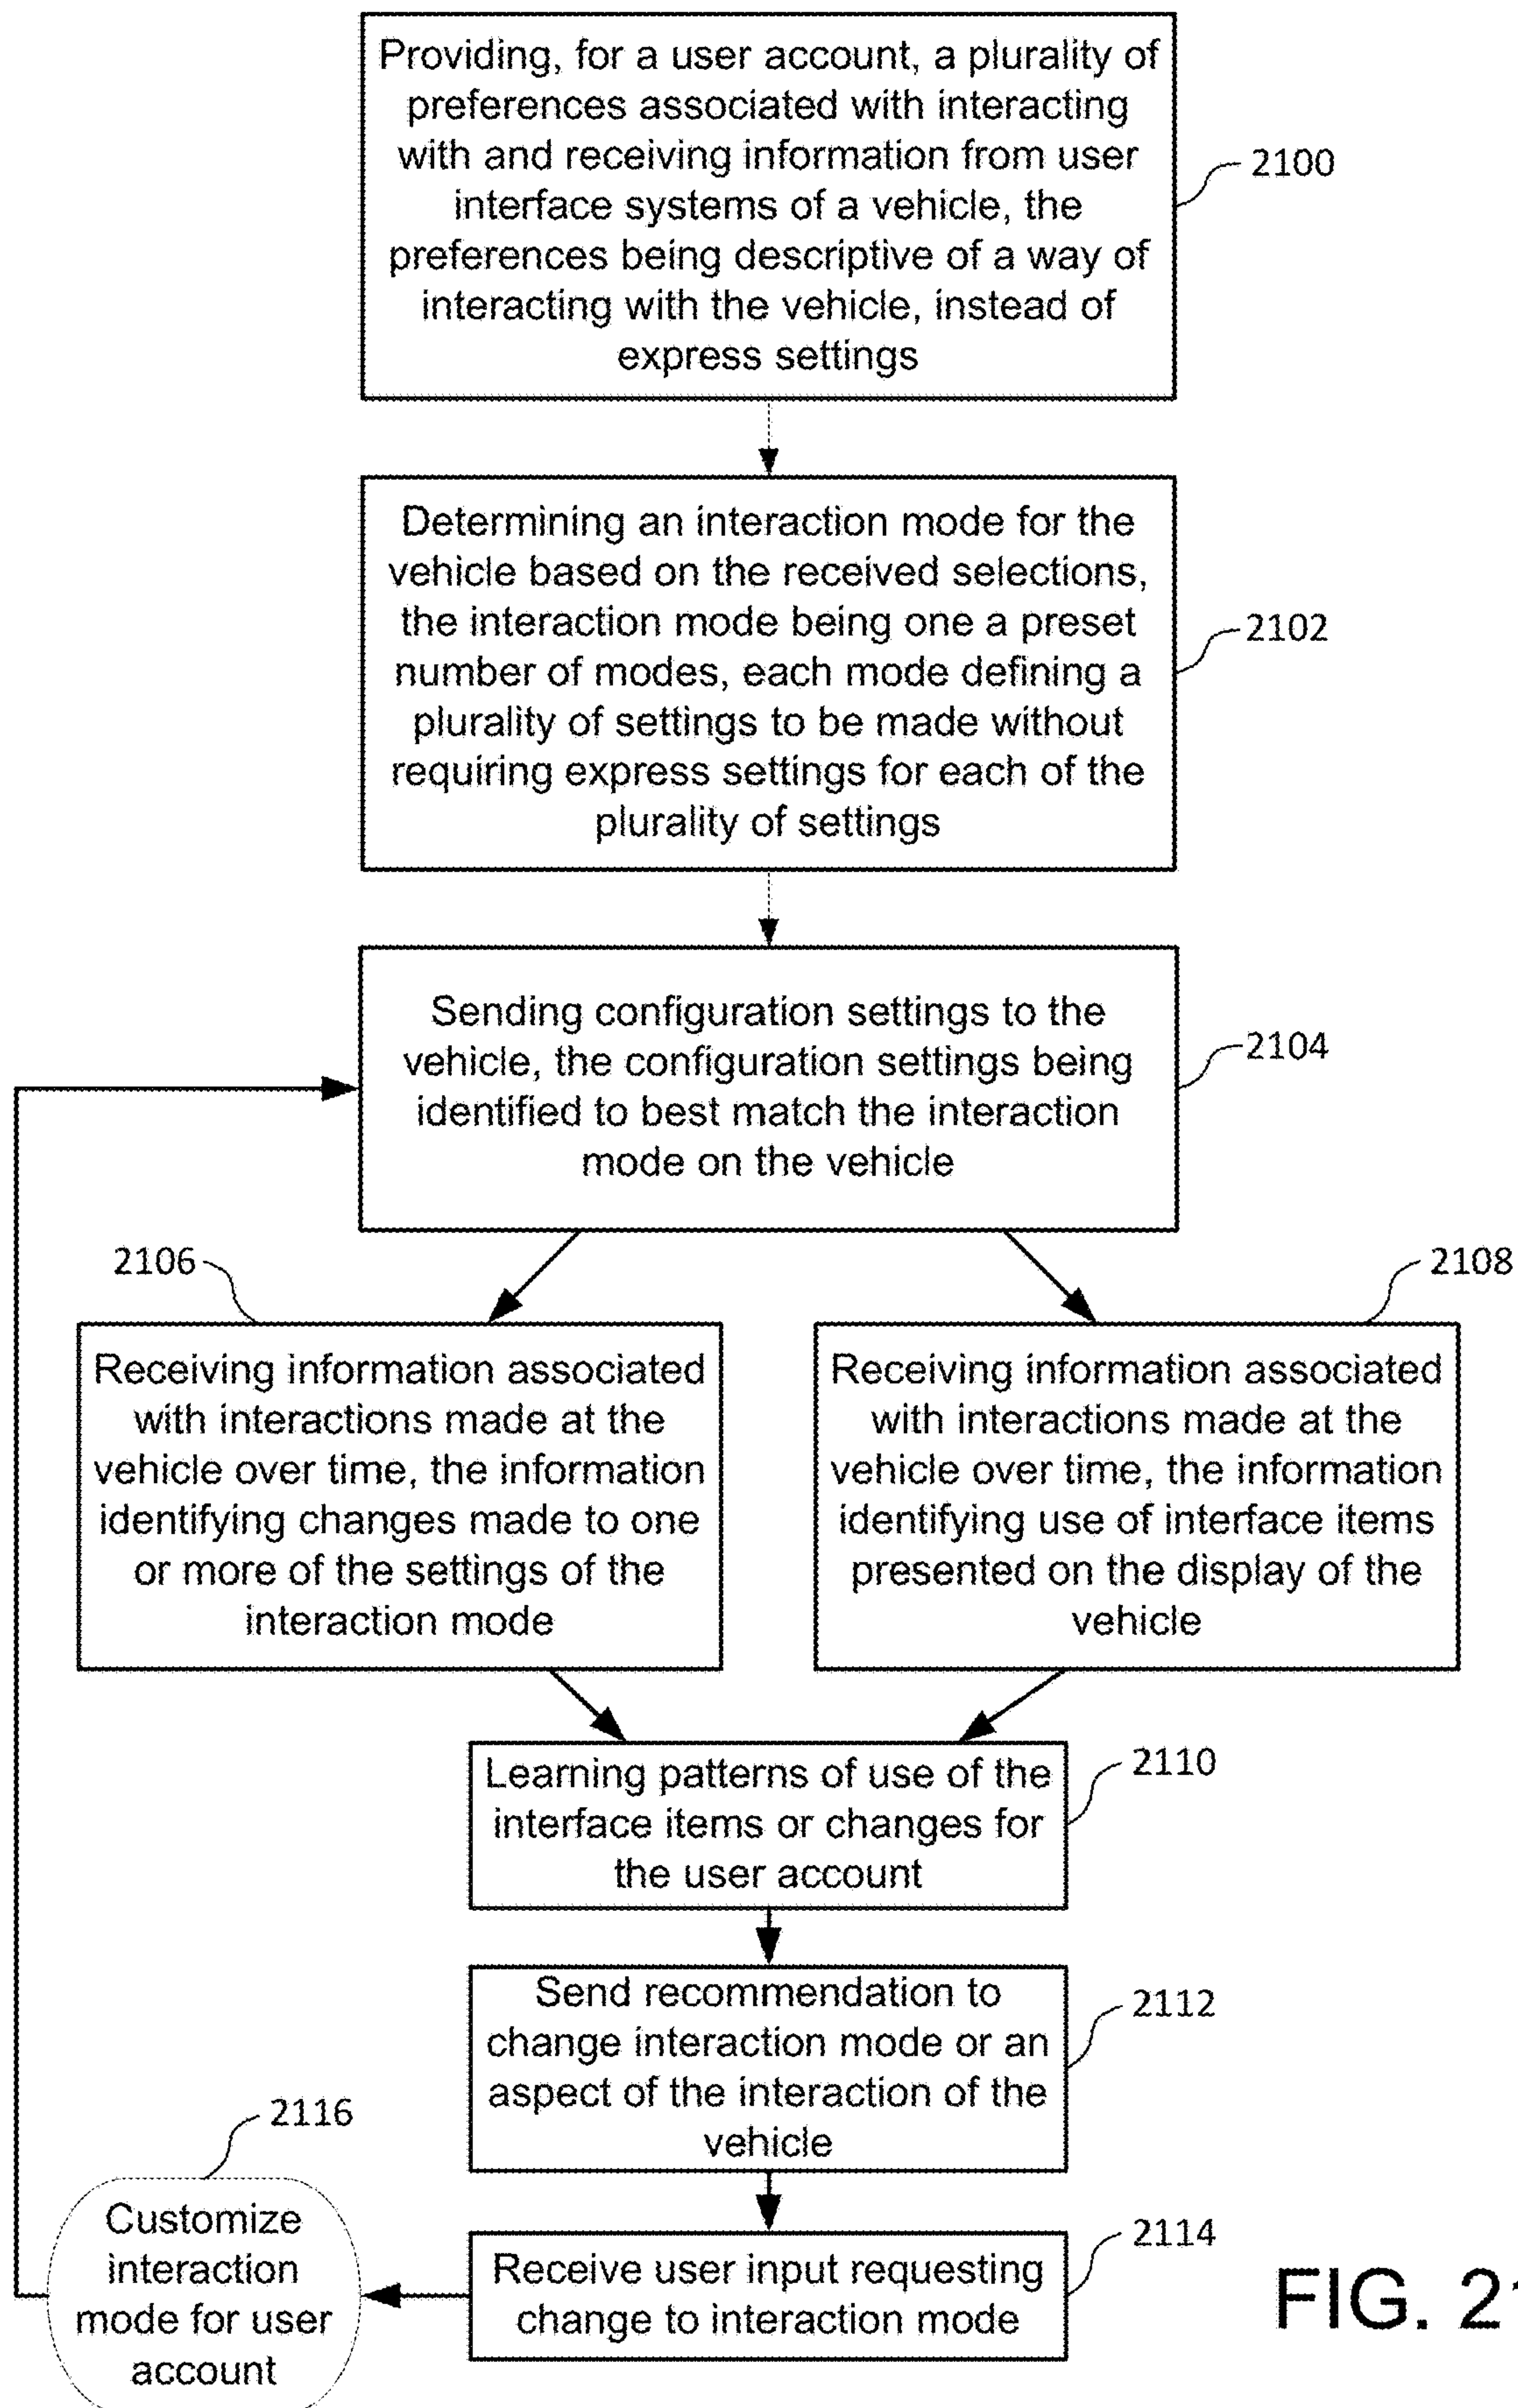 Providing, for a user account, a plurality of
preferences associated with interacting
with and receiving information from user
interface systems of a vehicle, the
preferences being descriptive of a way of
interacting with the vehicle, instead of
express settings
2100
Determining an interaction mode for the
vehicle based on the received selections,
the interaction mode being one a preset
number of modes, each mode defining a
plurality of settings to be made without
requiring express settings for each of the
plurality of settings
2102
Sending configuration settings to the
vehicle, the configuration settings being
identified to best match the interaction
mode on the vehicle
2104
2106
Receiving information associated
with interactions made at the
vehicle over time, the information
identifying changes made to one
or more of the settings of the
interaction mode
2108
Receiving information associated
with interactions made at the
vehicle over time, the information
identifying use of interface items
presented on the display of the
vehicle
Learning patterns of use of the
interface items or changes for
the user account
2110
Send recommendation to
change interaction mode or an
aspect of the interaction of the
vehicle
2112
Receive user input requesting
change to interaction mode
2114
2116
Customize
interaction
mode for user
account
FIG. 21